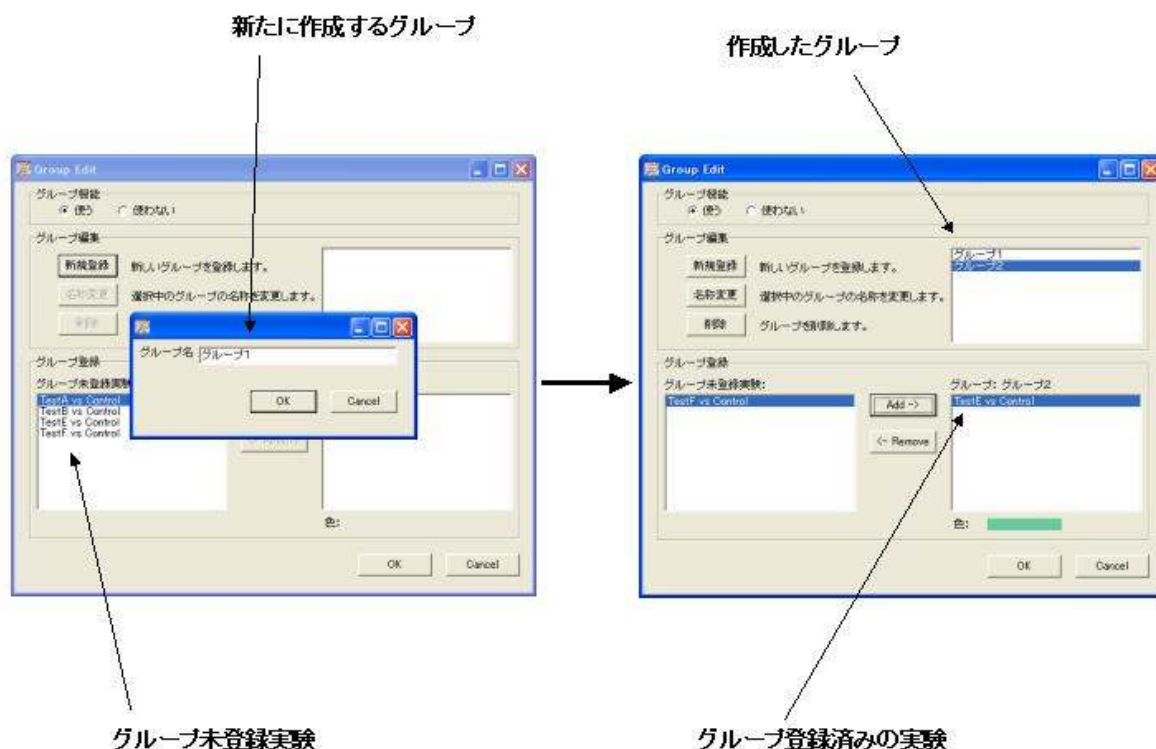 新たに作成するグループ
作成したグループ
Group Edit
グループ機能
使う 使わない
グループ編集
新規登録 新しいグループを登録します。
名称変更 選択中のグループの名称を変更します。
削除
グループ名 グループ1
OK Cancel
グループ登録
グループ未登録実験
TestA vs Control
TestB vs Control
TestE vs Control
TestF vs Control
色:
OK Cancel
Group Edit
グループ機能
使う 使わない
グループ編集
新規登録 新しいグループを登録します。
名称変更 選択中のグループの名称を変更します。
削除 グループを削除します。
グループ1
グループ2
グループ登録
グループ未登録実験:
TestF vs Control
Add ->
<- Remove
グループ: グループ2
TestE vs Control
色:
OK Cancel
グループ未登録実験
グループ登録済みの実験